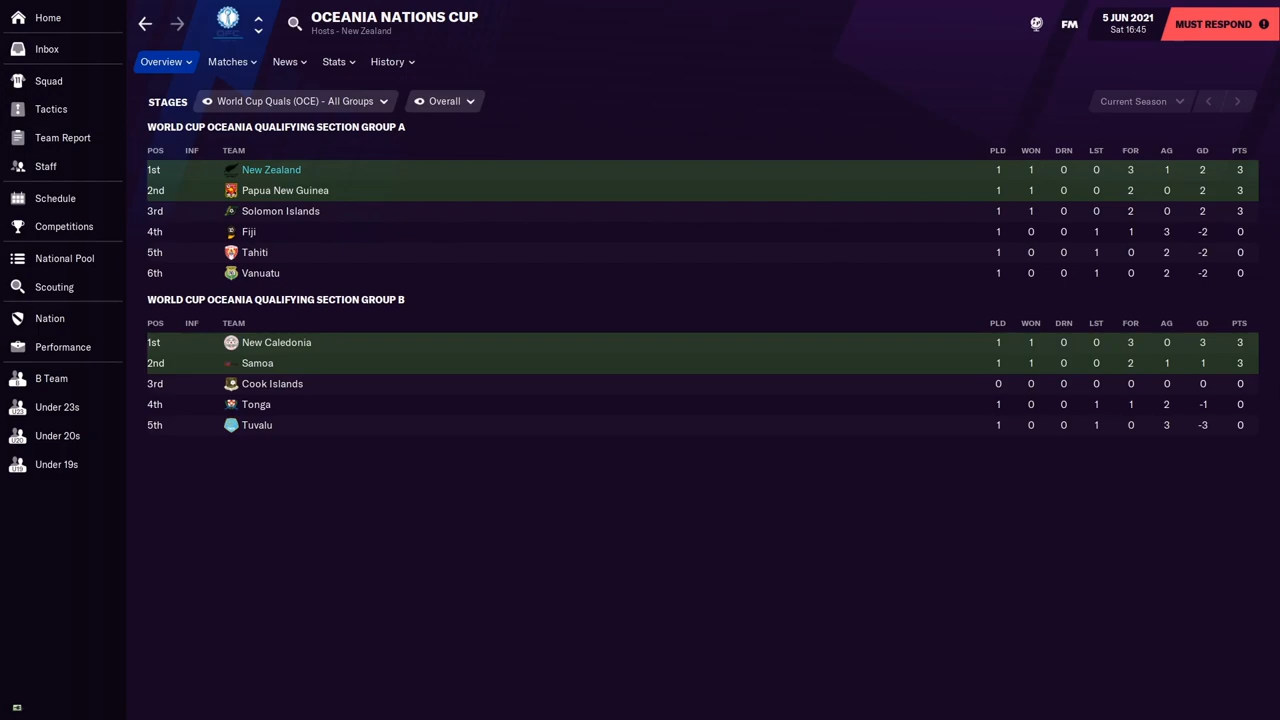 Home
Inbox
Squad
Tactics
Team Report
Staff
Schedule
Competitions
National Pool
Scouting
Nation
Performance
B Team
Under 23s
Under 20s
Under 19s
OCEANIA NATIONS CUP
Hosts - New Zealand
FM
5 JUN 2021
Sat 16:45
MUST RESPOND
Overview Matches News Stats History
STAGES World Cup Quals (OCE) - All Groups Overall Current Season
WORLD CUP OCEANIA QUALIFYING SECTION GROUP A
POS INF TEAM PLD WON DRN LST FOR AG GD PTS
1st New Zealand 1 1 0 0 3 1 2 3
2nd Papua New Guinea 1 1 0 0 2 0 2 3
3rd Solomon Islands 1 1 0 0 2 0 2 3
4th Fiji 1 0 0 1 1 3 -2 0
5th Tahiti 1 0 0 1 0 2 -2 0
6th Vanuatu 1 0 0 1 0 2 -2 0
WORLD CUP OCEANIA QUALIFYING SECTION GROUP B
POS INF TEAM PLD WON DRN LST FOR AG GD PTS
1st New Caledonia 1 1 0 0 3 0 3 3
2nd Samoa 1 1 0 0 2 1 1 3
3rd Cook Islands 0 0 0 0 0 0 0 0
4th Tonga 1 0 0 1 1 2 -1 0
5th Tuvalu 1 0 0 1 0 3 -3 0